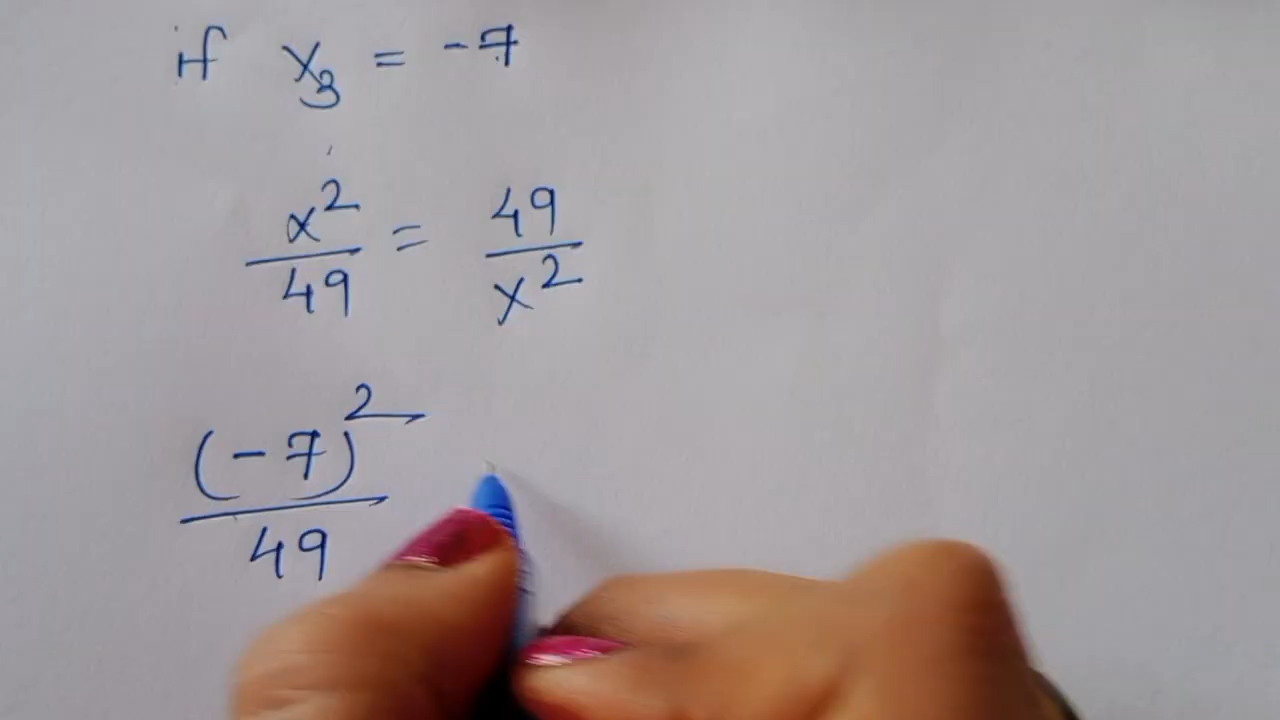 if x₃ = -7
x²/49 = 49/x²
(-7)²/49